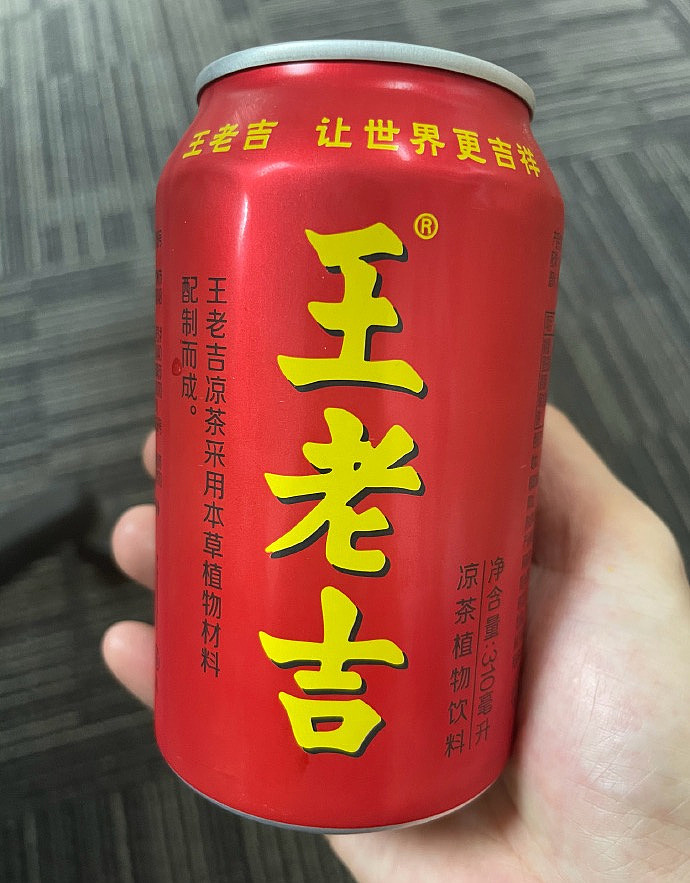 王老吉 让世界更吉祥
王老吉®
王老吉凉茶采用本草植物材料
配制而成。
净含量:310毫升
凉茶植物饮料